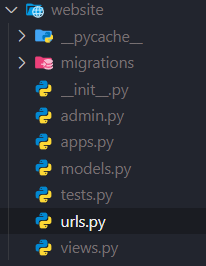 website
__pycache__
migrations
__init__.py
admin.py
apps.py
models.py
tests.py
urls.py
views.py